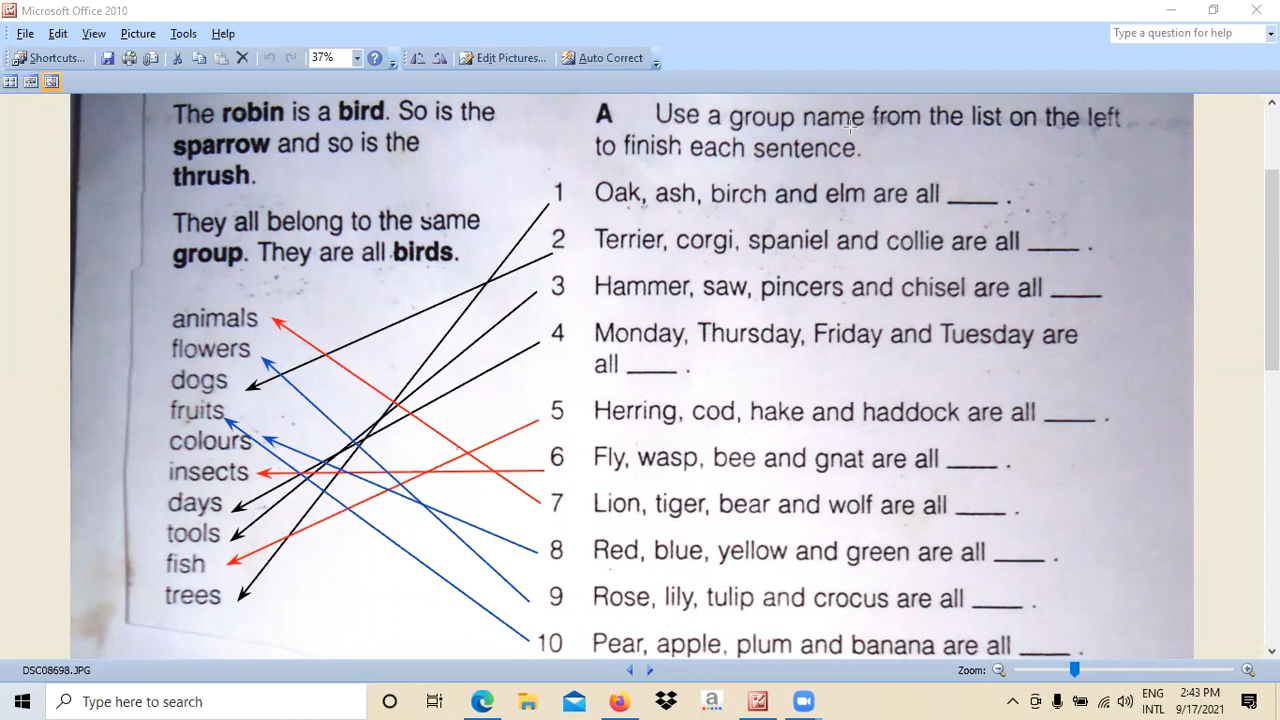 Microsoft Office 2010
File Edit View Picture Tools Help
Type a question for help
Shortcuts... 37% Edit Pictures... Auto Correct
The robin is a bird. So is the
sparrow and so is the
thrush.
They all belong to the same
group. They are all birds.
animals
flowers
dogs
fruits
colours
insects
days
tools
fish
trees
A Use a group name from the list on the left
to finish each sentence.
1 Oak, ash, birch and elm are all ____ .
2 Terrier, corgi, spaniel and collie are all ____ .
3 Hammer, saw, pincers and chisel are all ____
4 Monday, Thursday, Friday and Tuesday are
all ____ .
5 Herring, cod, hake and haddock are all ____ .
6 Fly, wasp, bee and gnat are all ____ .
7 Lion, tiger, bear and wolf are all ____ .
8 Red, blue, yellow and green are all ____ .
9 Rose, lily, tulip and crocus are all ____ .
10 Pear, apple, plum and banana are all ____ .
DSC08698.JPG
Zoom:
Type here to search
a
ENG
INTL
2:43 PM
9/17/2021